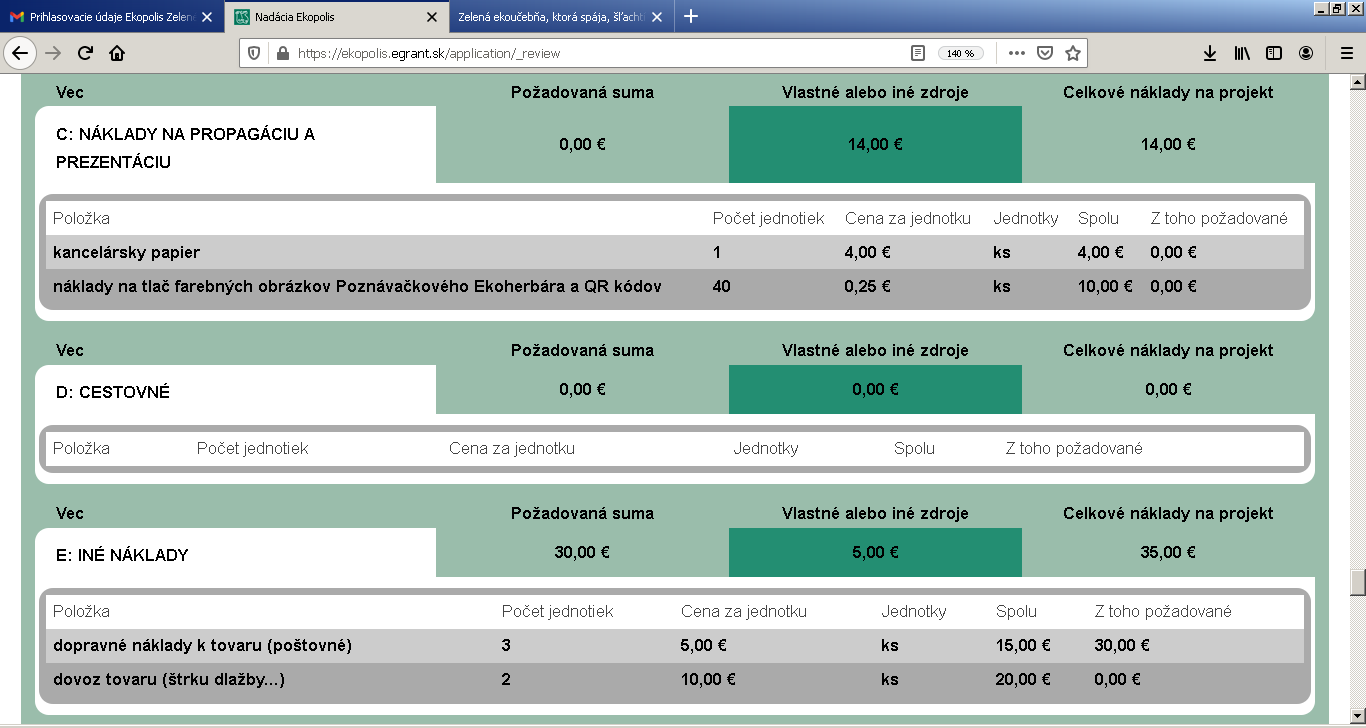 Prihlasovacie údaje Ekopolis Zelen
Nadácia Ekopolis
Zelená ekoučebňa, ktorá spája, šľacht
https://ekopolis.egrant.sk/application/_review
140 %
Vec Požadovaná suma Vlastné alebo iné zdroje Celkové náklady na projekt
C: NÁKLADY NA PROPAGÁCIU A
PREZENTÁCIU
0,00 € 14,00 € 14,00 €
Položka Počet jednotiek Cena za jednotku Jednotky Spolu Z toho požadované
kancelársky papier 1 4,00 € ks 4,00 € 0,00 €
náklady na tlač farebných obrázkov Poznávačkového Ekoherbára a QR kódov 40 0,25 € ks 10,00 € 0,00 €
Vec Požadovaná suma Vlastné alebo iné zdroje Celkové náklady na projekt
D: CESTOVNÉ 0,00 € 0,00 € 0,00 €
Položka Počet jednotiek Cena za jednotku Jednotky Spolu Z toho požadované
Vec Požadovaná suma Vlastné alebo iné zdroje Celkové náklady na projekt
E: INÉ NÁKLADY 30,00 € 5,00 € 35,00 €
Položka Počet jednotiek Cena za jednotku Jednotky Spolu Z toho požadované
dopravné náklady k tovaru (poštovné) 3 5,00 € ks 15,00 € 30,00 €
dovoz tovaru (štrku dlažby...) 2 10,00 € ks 20,00 € 0,00 €